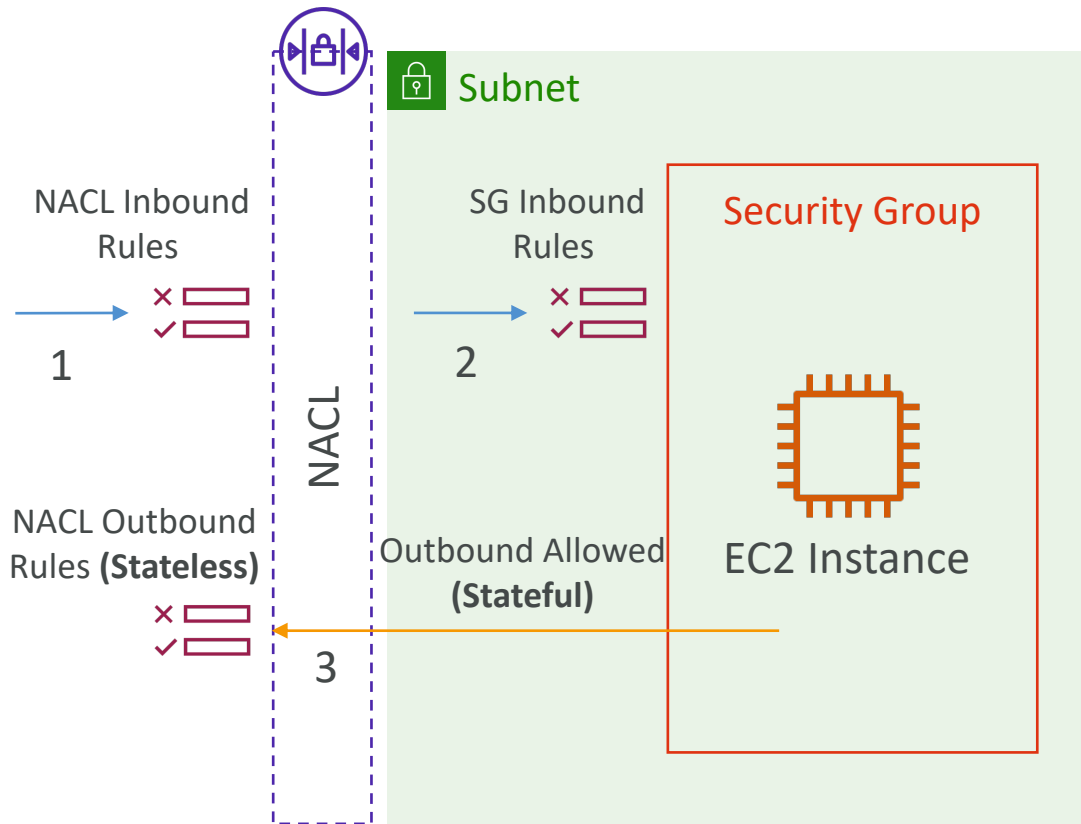 Subnet
NACL Inbound
Rules
SG Inbound
Rules
Security Group
1
2
NACL
NACL Outbound
Rules (Stateless)
Outbound Allowed
(Stateful)
EC2 Instance
3